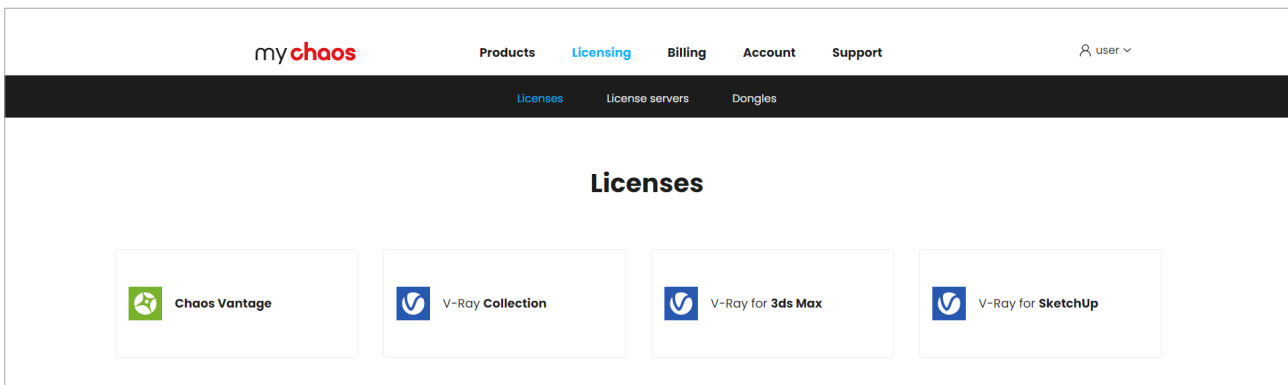 my chaos
Products Licensing Billing Account Support
user
Licenses License servers Dongles
Licenses
Chaos Vantage
V-Ray Collection
V-Ray for 3ds Max
V-Ray for SketchUp